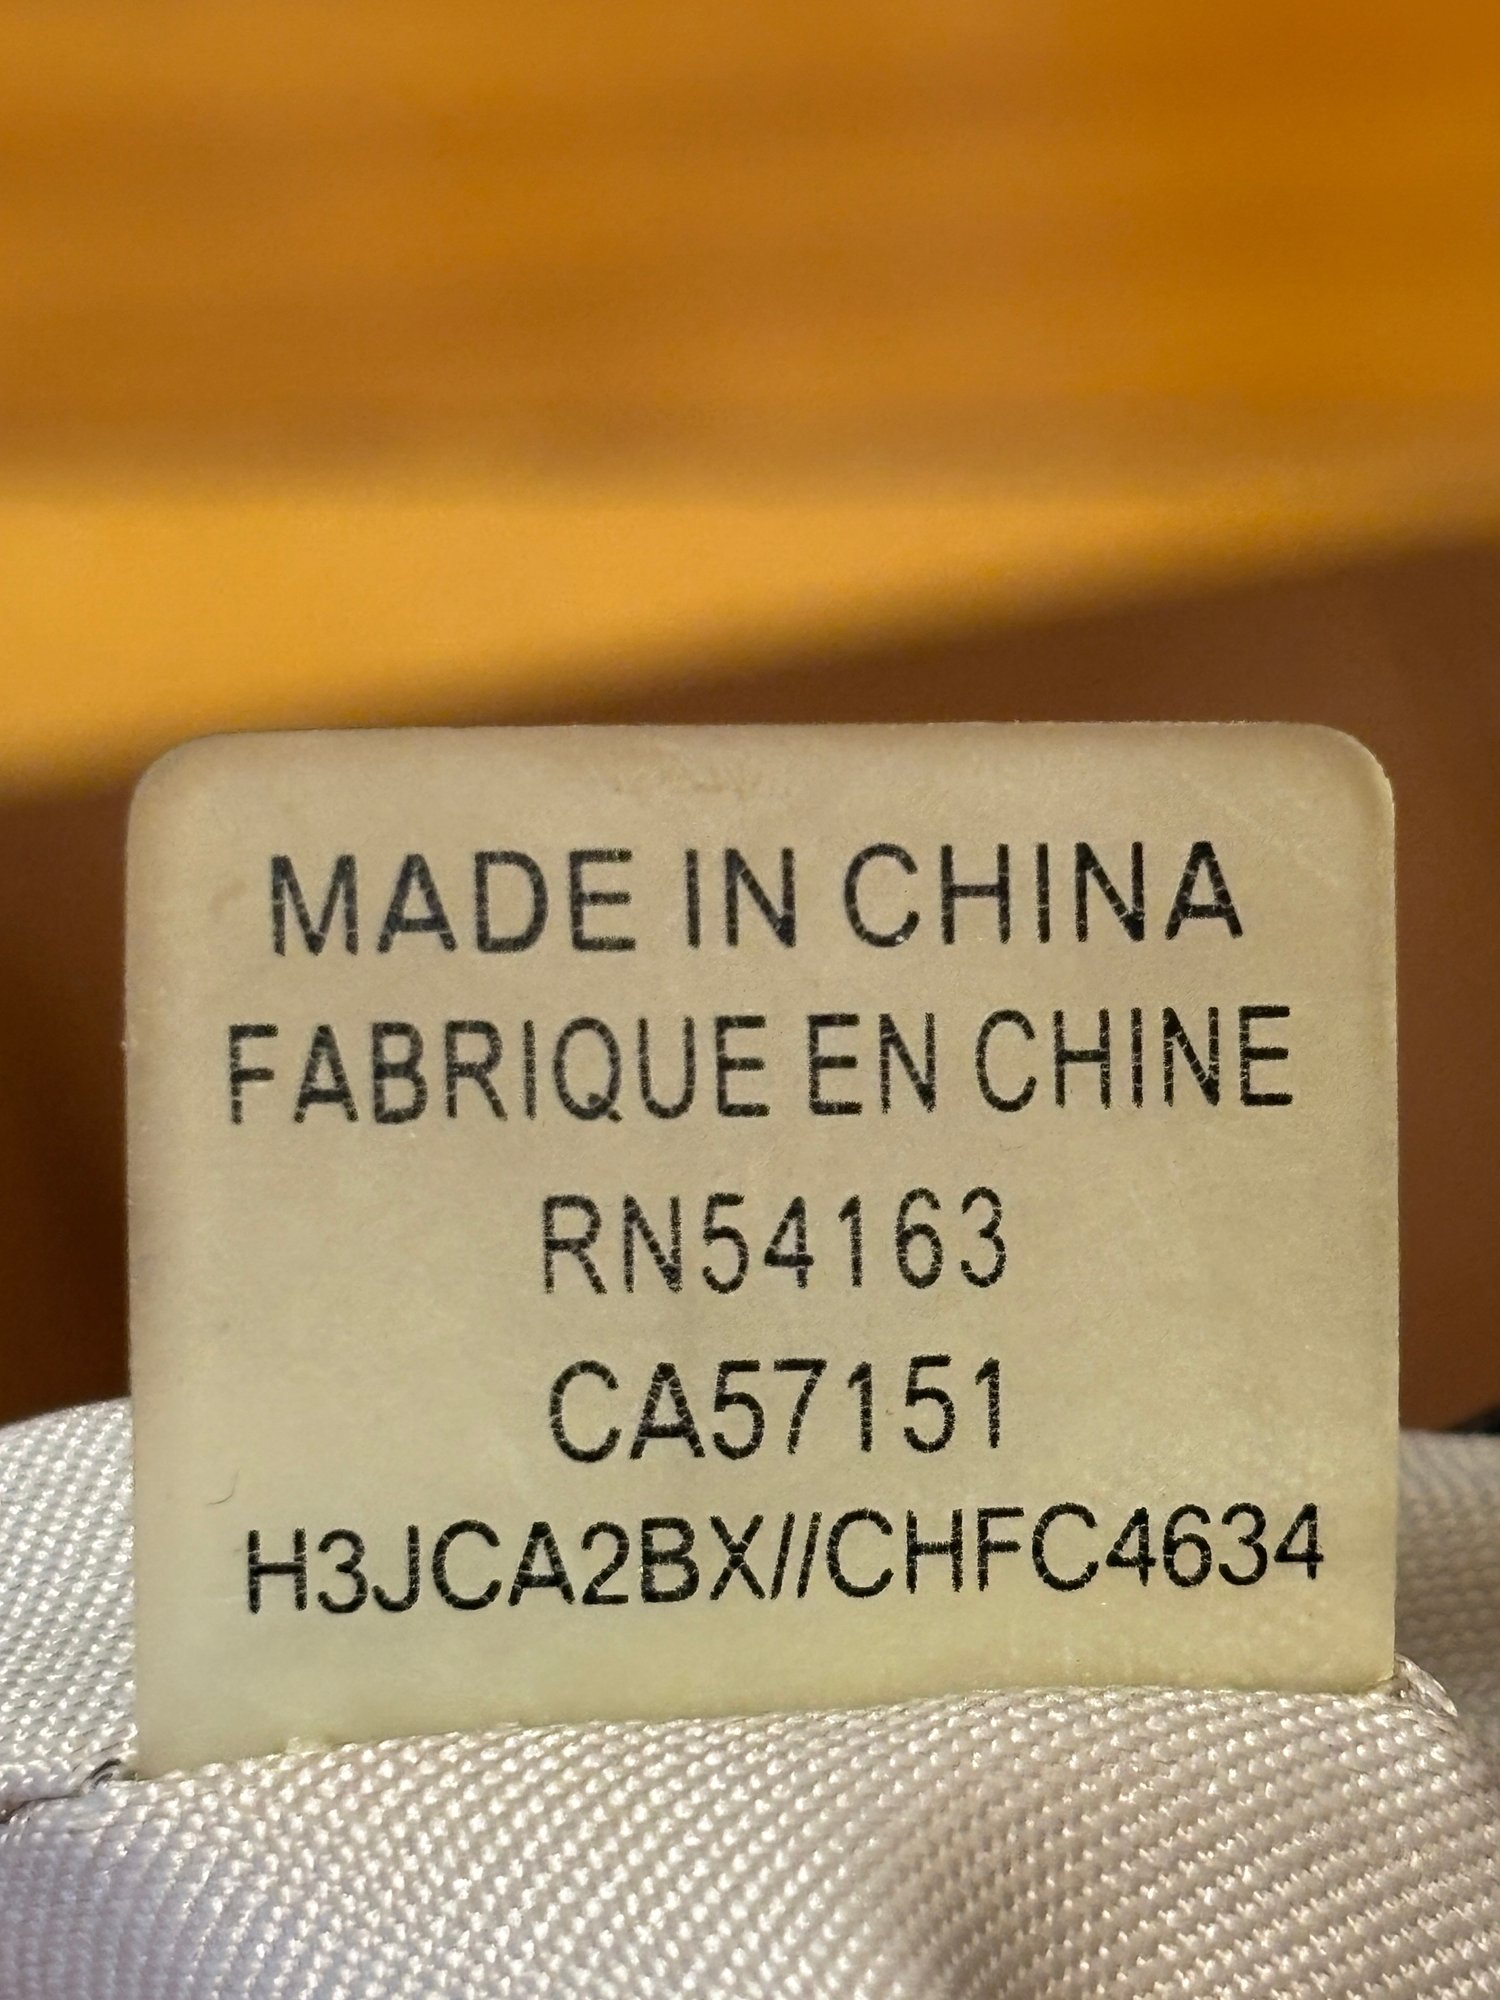 MADE IN CHINA
FABRIQUE EN CHINE
RN54163
CA57151
H3JCA2BX//CHFC4634